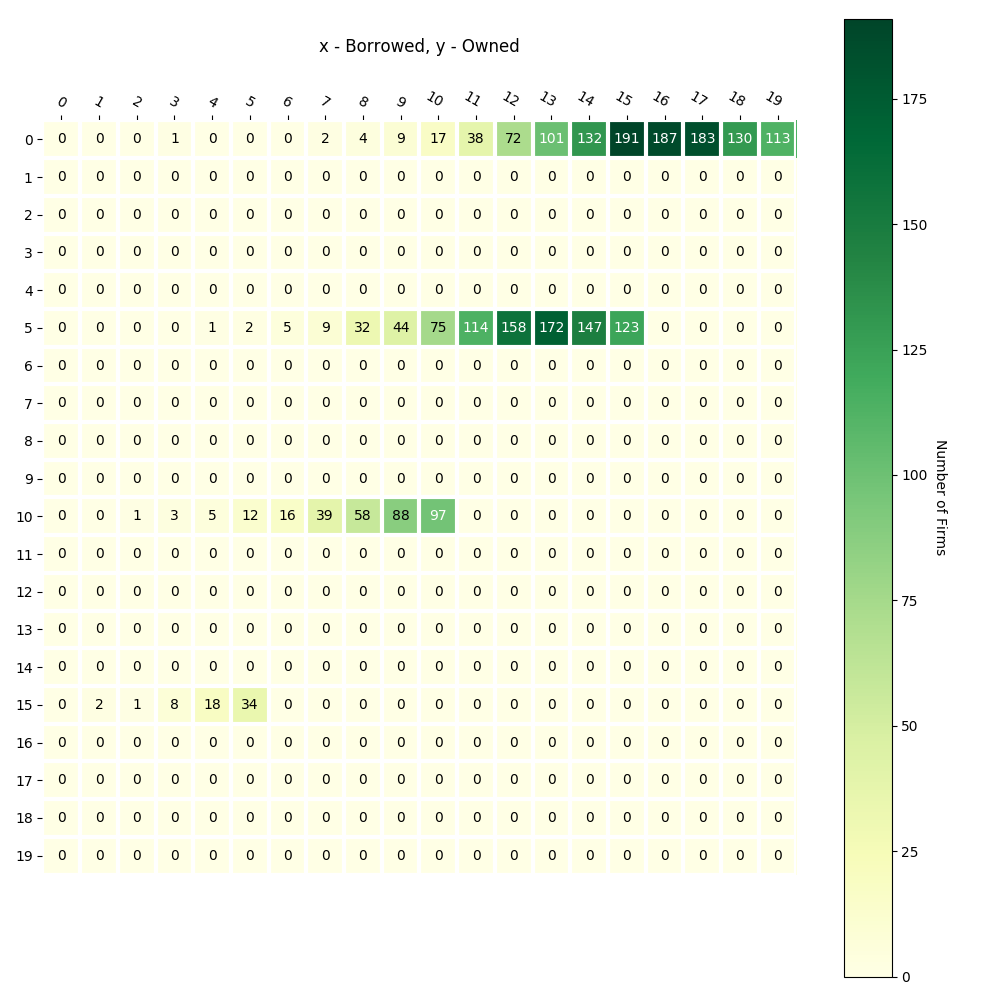 x - Borrowed, y - Owned
0 1 2 3 4 5 6 7 8 9 10 11 12 13 14 15 16 17 18 19
0 0 0 0 1 0 0 0 2 4 9 17 38 72 101 132 191 187 183 130 113
1 0 0 0 0 0 0 0 0 0 0 0 0 0 0 0 0 0 0 0 0
2 0 0 0 0 0 0 0 0 0 0 0 0 0 0 0 0 0 0 0 0
3 0 0 0 0 0 0 0 0 0 0 0 0 0 0 0 0 0 0 0 0
4 0 0 0 0 0 0 0 0 0 0 0 0 0 0 0 0 0 0 0 0
5 0 0 0 0 1 2 5 9 32 44 75 114 158 172 147 123 0 0 0 0
6 0 0 0 0 0 0 0 0 0 0 0 0 0 0 0 0 0 0 0 0
7 0 0 0 0 0 0 0 0 0 0 0 0 0 0 0 0 0 0 0 0
8 0 0 0 0 0 0 0 0 0 0 0 0 0 0 0 0 0 0 0 0
9 0 0 0 0 0 0 0 0 0 0 0 0 0 0 0 0 0 0 0 0
10 0 0 1 3 5 12 16 39 58 88 97 0 0 0 0 0 0 0 0 0
11 0 0 0 0 0 0 0 0 0 0 0 0 0 0 0 0 0 0 0 0
12 0 0 0 0 0 0 0 0 0 0 0 0 0 0 0 0 0 0 0 0
13 0 0 0 0 0 0 0 0 0 0 0 0 0 0 0 0 0 0 0 0
14 0 0 0 0 0 0 0 0 0 0 0 0 0 0 0 0 0 0 0 0
15 0 2 1 8 18 34 0 0 0 0 0 0 0 0 0 0 0 0 0 0
16 0 0 0 0 0 0 0 0 0 0 0 0 0 0 0 0 0 0 0 0
17 0 0 0 0 0 0 0 0 0 0 0 0 0 0 0 0 0 0 0 0
18 0 0 0 0 0 0 0 0 0 0 0 0 0 0 0 0 0 0 0 0
19 0 0 0 0 0 0 0 0 0 0 0 0 0 0 0 0 0 0 0 0
175
150
125
100
75
50
25
0
Number of Firms